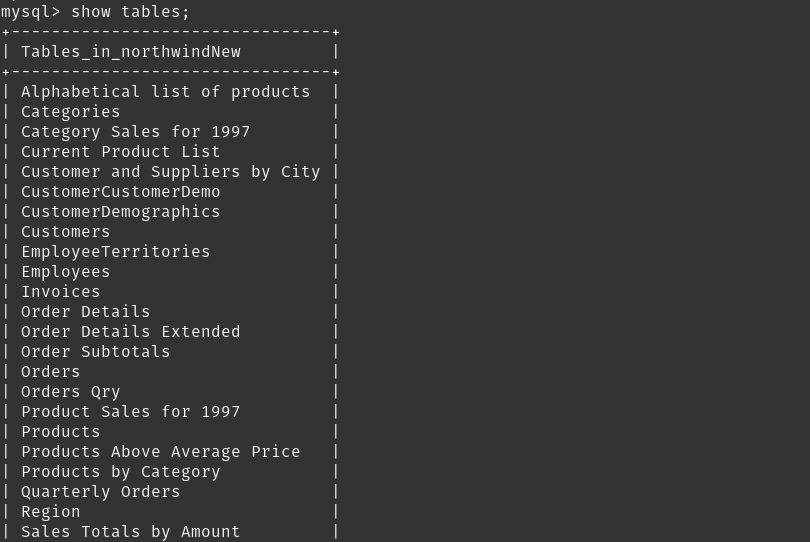 mysql> show tables;
+--------------------------------+
| Tables_in_northwindNew         |
+--------------------------------+
| Alphabetical list of products  |
| Categories                     |
| Category Sales for 1997        |
| Current Product List           |
| Customer and Suppliers by City |
| CustomerCustomerDemo           |
| CustomerDemographics           |
| Customers                      |
| EmployeeTerritories            |
| Employees                      |
| Invoices                       |
| Order Details                  |
| Order Details Extended         |
| Order Subtotals                |
| Orders                         |
| Orders Qry                     |
| Product Sales for 1997         |
| Products                       |
| Products Above Average Price   |
| Products by Category           |
| Quarterly Orders               |
| Region                         |
| Sales Totals by Amount         |